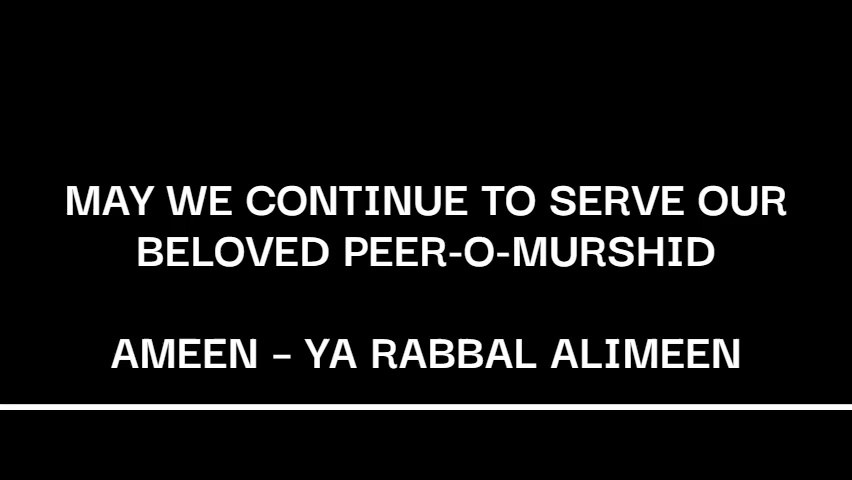 MAY WE CONTINUE TO SERVE OUR
BELOVED PEER-O-MURSHID
AMEEN – YA RABBAL ALIMEEN